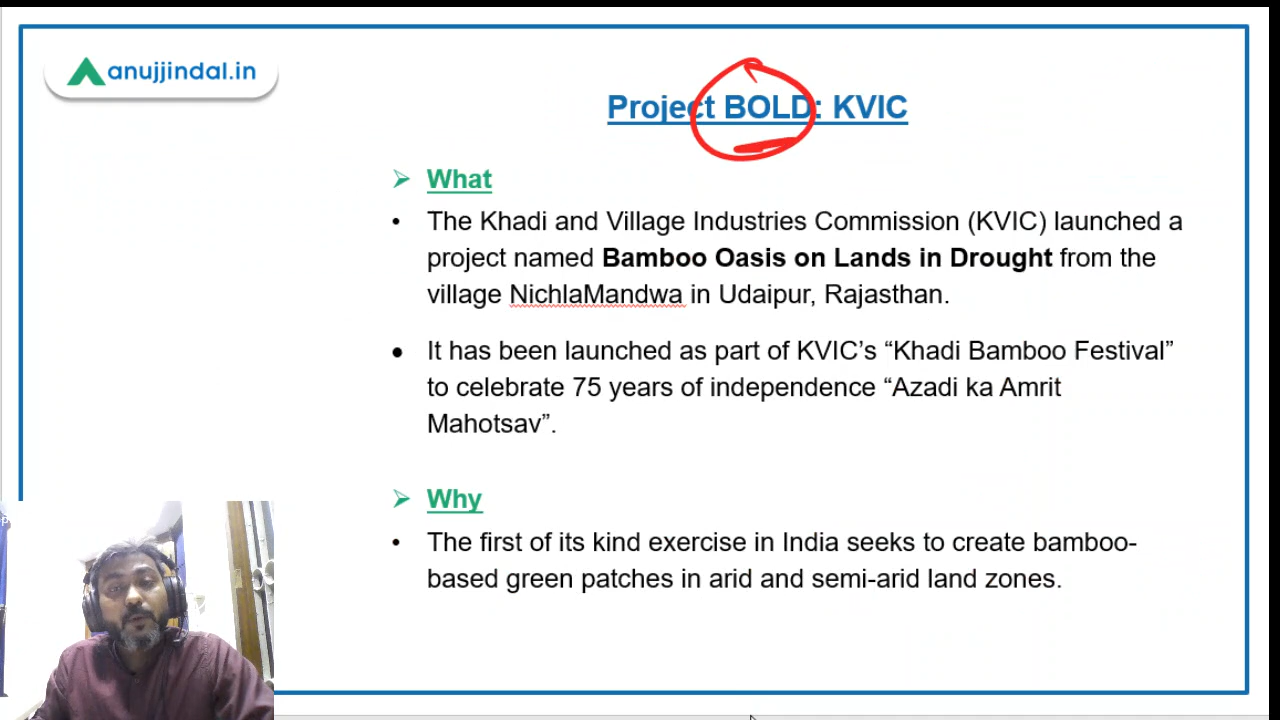 anujjindal.in
Project BOLD: KVIC
What
The Khadi and Village Industries Commission (KVIC) launched a
project named Bamboo Oasis on Lands in Drought from the
village NichlaMandwa in Udaipur, Rajasthan.
It has been launched as part of KVIC’s “Khadi Bamboo Festival”
to celebrate 75 years of independence “Azadi ka Amrit
Mahotsav”.
Why
The first of its kind exercise in India seeks to create bamboo-
based green patches in arid and semi-arid land zones.